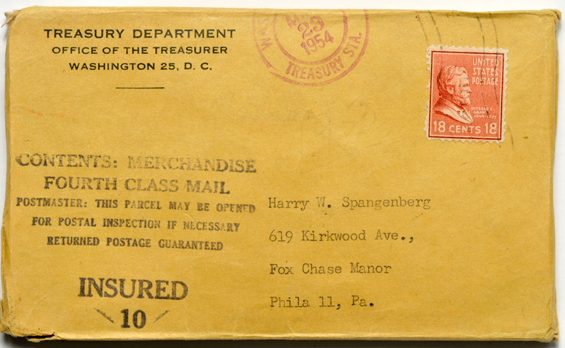 TREASURY DEPARTMENT
OFFICE OF THE TREASURER
WASHINGTON 25, D. C.
23
1954
TREASURY STA.
UNITED
STATES
POSTAGE
18 CENTS 18
CONTENTS: MERCHANDISE
FOURTH CLASS MAIL
POSTMASTER: THIS PARCEL MAY BE OPENED
FOR POSTAL INSPECTION IF NECESSARY
RETURNED POSTAGE GUARANTEED
INSURED
10
Harry W. Spangenberg
619 Kirkwood Ave.,
Fox Chase Manor
Phila 11, Pa.